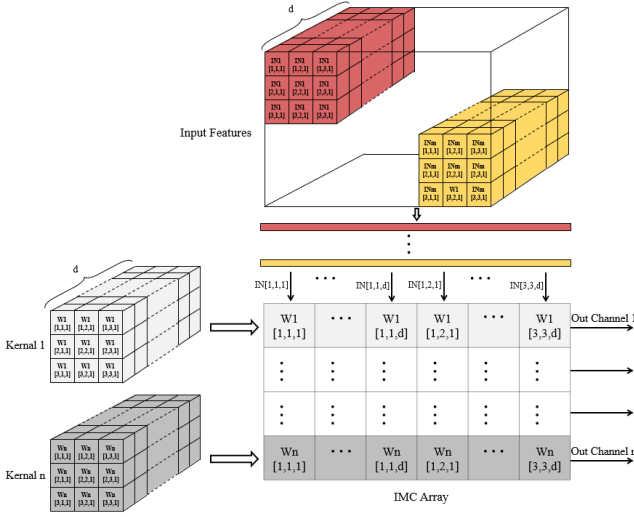 d
IN1 IN1 IN1
[1,1,1] [1,2,1] [1,3,1]
IN1 IN1 IN1
[2,1,1] [2,2,1] [2,3,1]
IN1 IN1 IN1
[3,1,1] [3,2,1] [3,3,1]
Input Features
INm INm INm
[1,1,1] [1,2,1] [1,3,1]
INm INm INm
[2,1,1] [2,2,1] [2,3,1]
INm W1 INm
[3,1,1] [3,2,1] [3,3,1]
d
IN[1,1,1] IN[1,1,d] IN[1,2,1] IN[3,3,d]
W1 W1 W1
[1,1,1] [1,2,1] [1,3,1]
W1 W1 W1
[2,1,1] [2,2,1] [2,3,1]
W1 W1 W1
[3,1,1] [3,2,1] [3,3,1]
Kernal 1
W1 W1 W1 W1
[1,1,1] [1,1,d] [1,2,1] [3,3,d]
Out Channel 1
Wn Wn Wn
[1,1,1] [1,2,1] [1,3,1]
Wn Wn Wn
[2,1,1] [2,2,1] [2,3,1]
Wn Wn Wn
[3,1,1] [3,2,1] [3,3,1]
Kernal n
Wn Wn Wn Wn
[1,1,1] [1,1,d] [1,2,1] [3,3,d]
Out Channel n
IMC Array